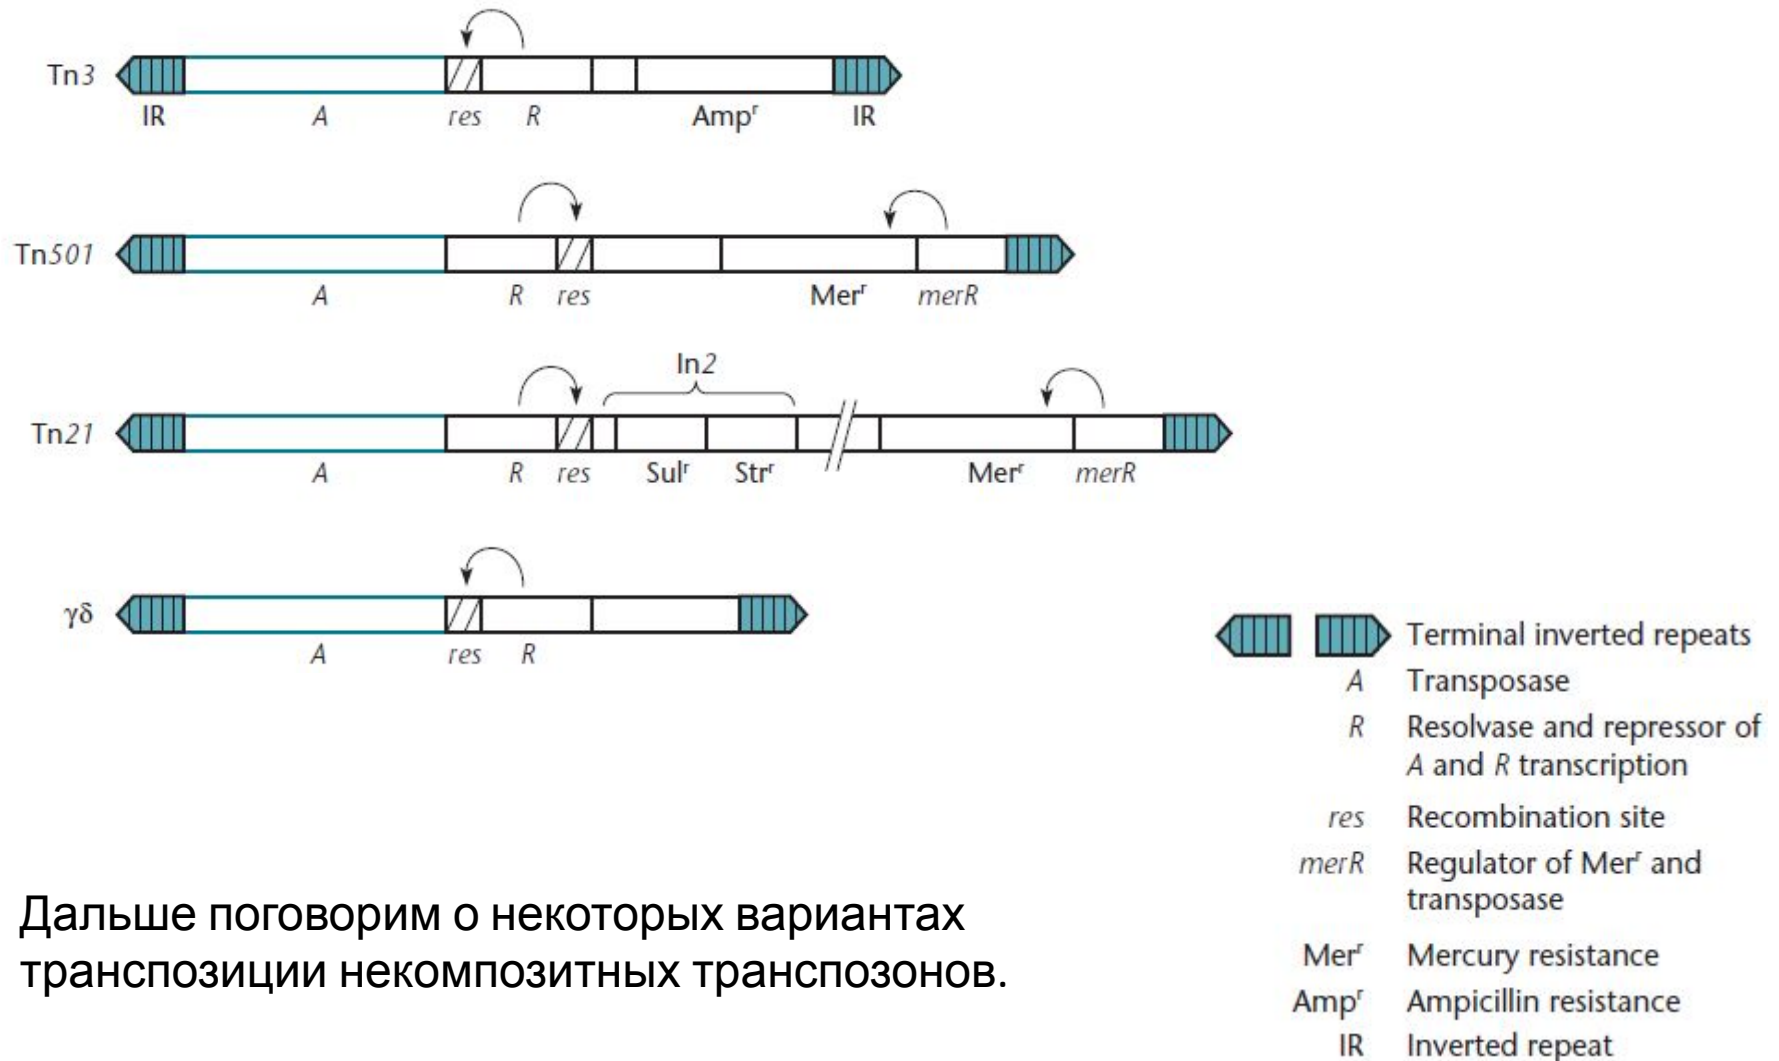 Tn3
IR A res R Ampʳ IR
Tn501
A R res Merʳ merR
In2
Tn21
A R res Sulʳ Strʳ Merʳ merR
γδ
A res R
Terminal inverted repeats
A Transposase
R Resolvase and repressor of
A and R transcription
res Recombination site
merR Regulator of Merʳ and
transposase
Merʳ Mercury resistance
Ampʳ Ampicillin resistance
IR Inverted repeat
Дальше поговорим о некоторых вариантах
транспозиции некомпозитных транспозонов.